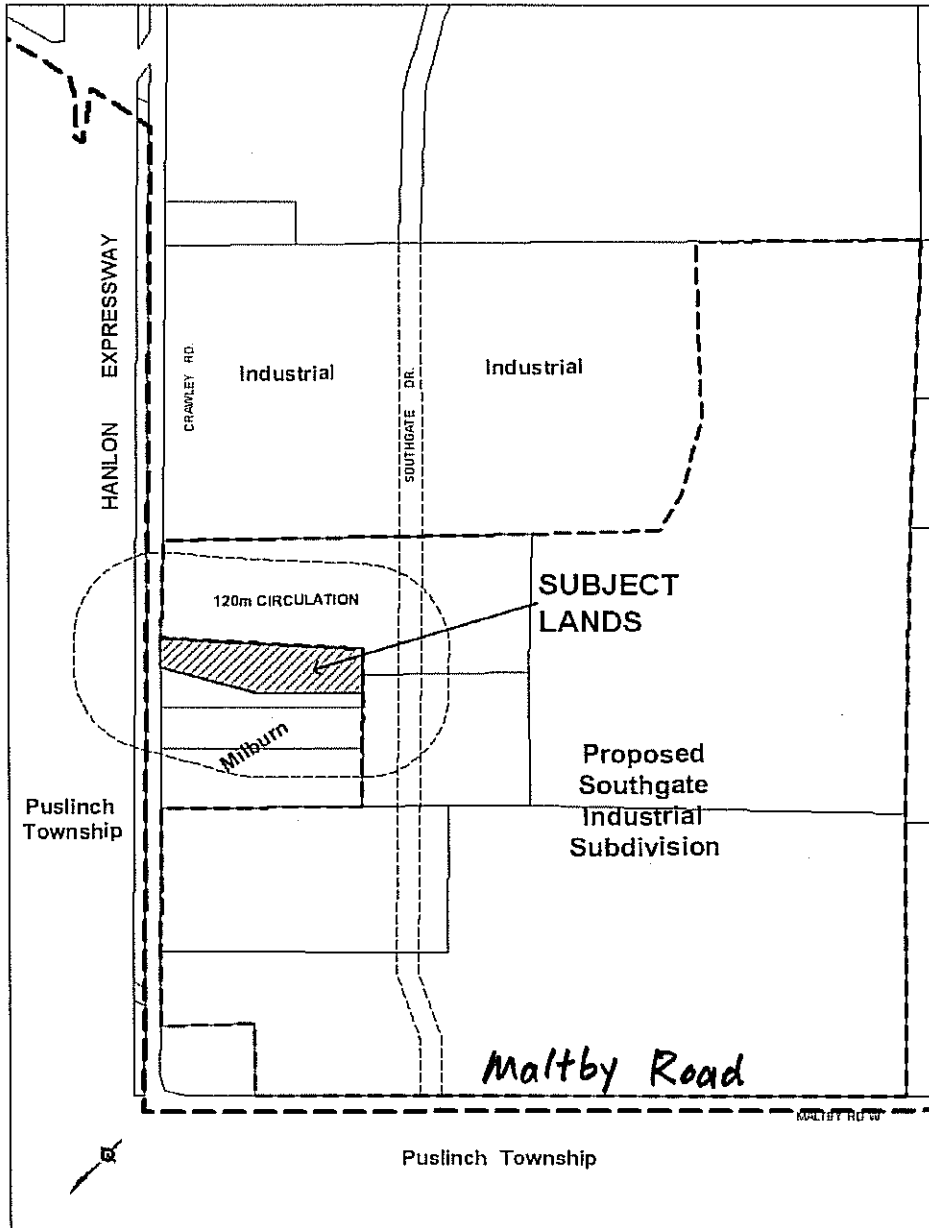 HANLON EXPRESSWAY
CRAWLEY RD.
Industrial
SOUTHGATE DR.
Industrial
120m CIRCULATION
SUBJECT
LANDS
Milburn
Puslinch
Township
Proposed
Southgate
Industrial
Subdivision
Maltby Road
MALTBY RD W
Puslinch Township